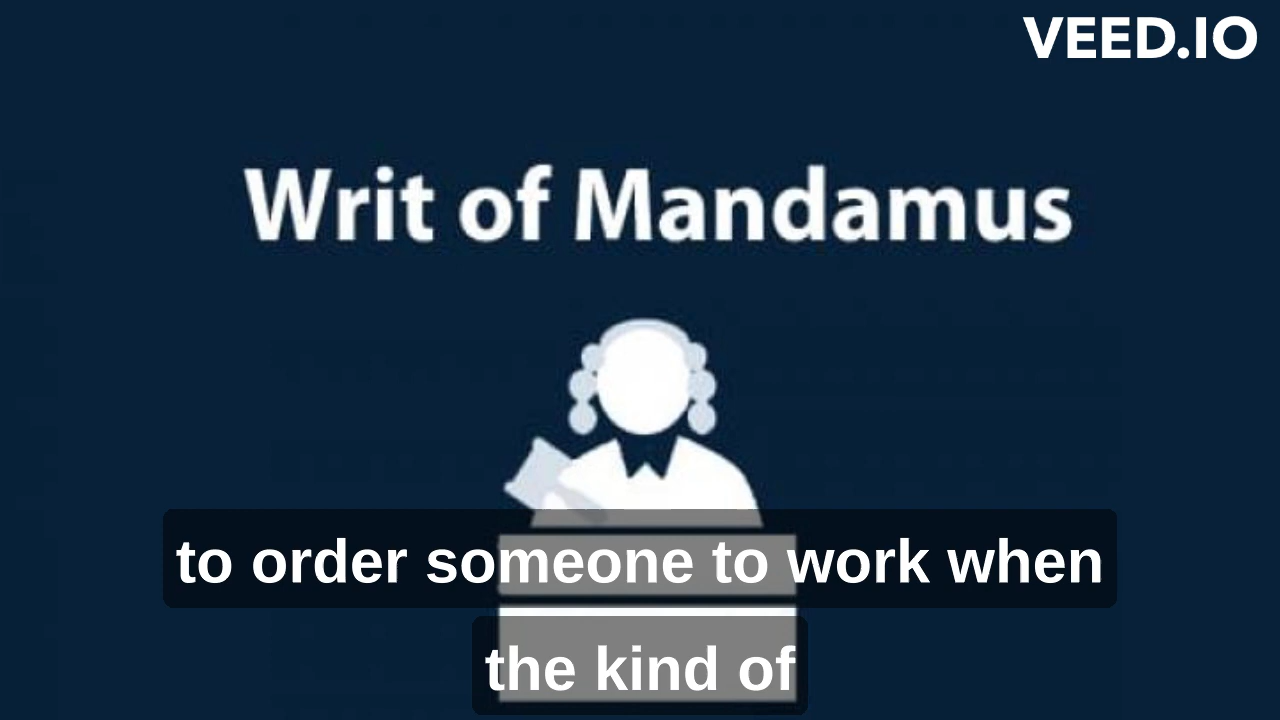 VEED.IO
Writ of Mandamus
to order someone to work when
the kind of